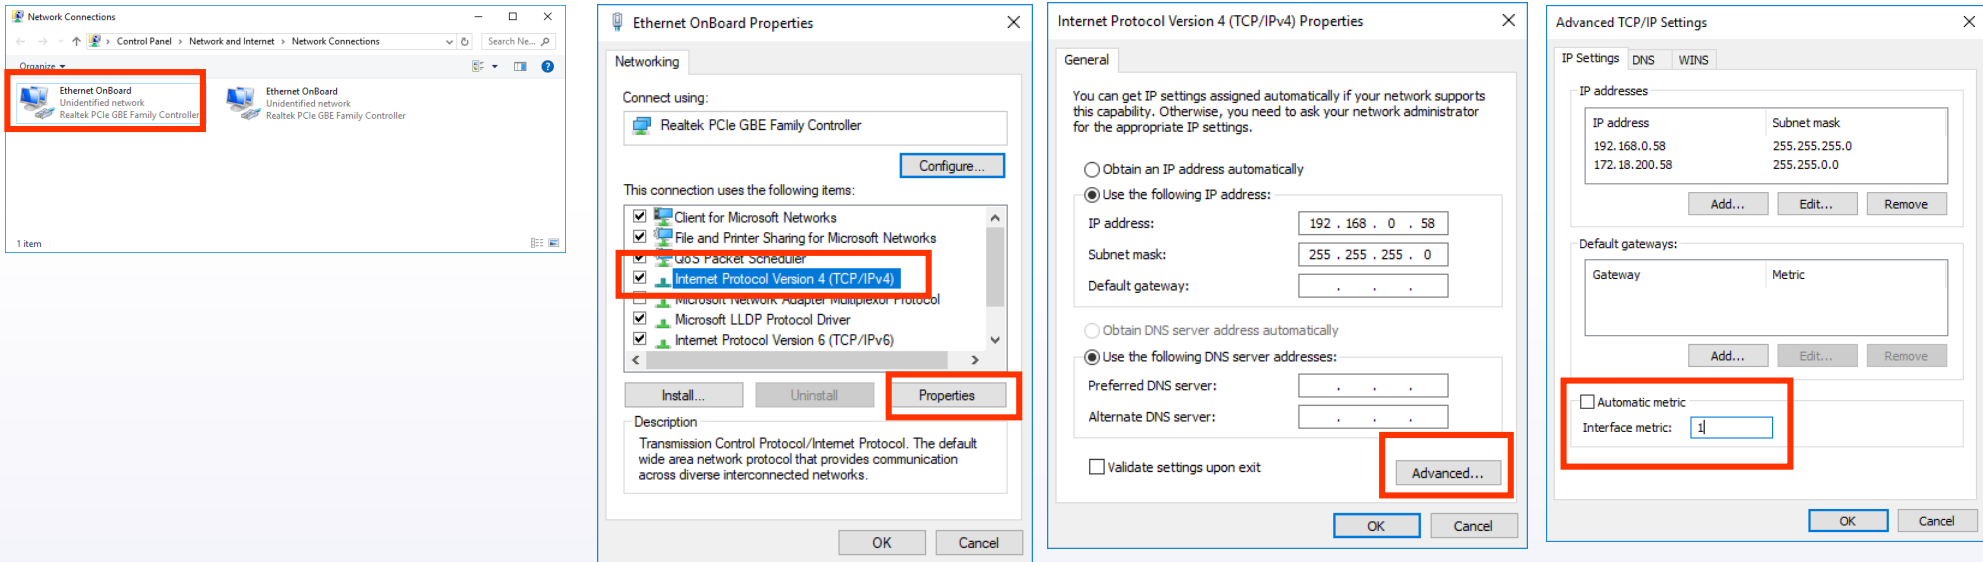 Network Connections
Control Panel > Network and Internet > Network Connections
Search Ne...
Organize
Ethernet OnBoard
Unidentified network
Realtek PCIe GBE Family Controller
Ethernet OnBoard
Unidentified network
Realtek PCIe GBE Family Controller
1 item
Ethernet OnBoard Properties
Networking
Connect using:
Realtek PCIe GBE Family Controller
Configure...
This connection uses the following items:
Client for Microsoft Networks
File and Printer Sharing for Microsoft Networks
QoS Packet Scheduler
Internet Protocol Version 4 (TCP/IPv4)
Microsoft Network Adapter Multiplexor Protocol
Microsoft LLDP Protocol Driver
Internet Protocol Version 6 (TCP/IPv6)
Install...
Uninstall
Properties
Description
Transmission Control Protocol/Internet Protocol. The default
wide area network protocol that provides communication
across diverse interconnected networks.
OK
Cancel
Internet Protocol Version 4 (TCP/IPv4) Properties
General
You can get IP settings assigned automatically if your network supports
this capability. Otherwise, you need to ask your network administrator
for the appropriate IP settings.
Obtain an IP address automatically
Use the following IP address:
IP address: 192 . 168 . 0 . 58
Subnet mask: 255 . 255 . 255 . 0
Default gateway: . . .
Obtain DNS server address automatically
Use the following DNS server addresses:
Preferred DNS server: . . .
Alternate DNS server: . . .
Validate settings upon exit
Advanced...
OK
Cancel
Advanced TCP/IP Settings
IP Settings DNS WINS
IP addresses
IP address Subnet mask
192.168.0.58 255.255.255.0
172.18.200.58 255.255.0.0
Add... Edit... Remove
Default gateways:
Gateway Metric
Add... Edit... Remove
Automatic metric
Interface metric: 1
OK
Cancel